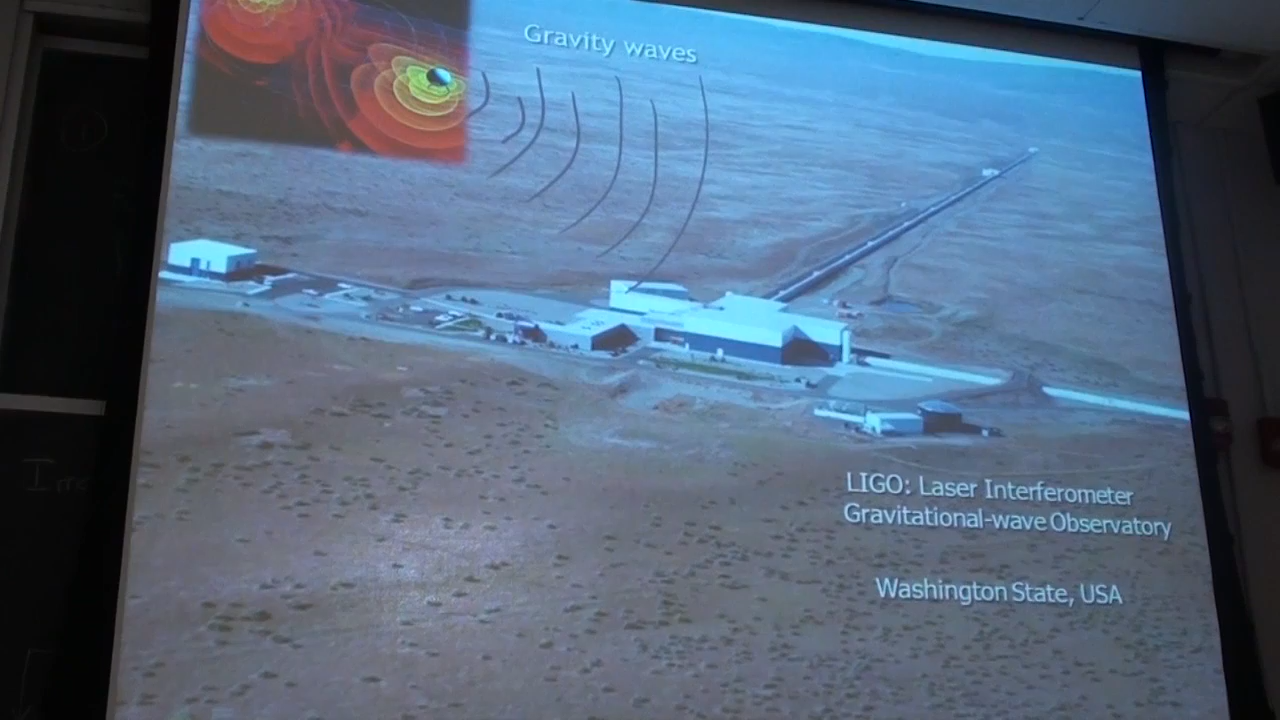 Gravity waves
LIGO: Laser Interferometer
Gravitational-wave Observatory
Washington State, USA